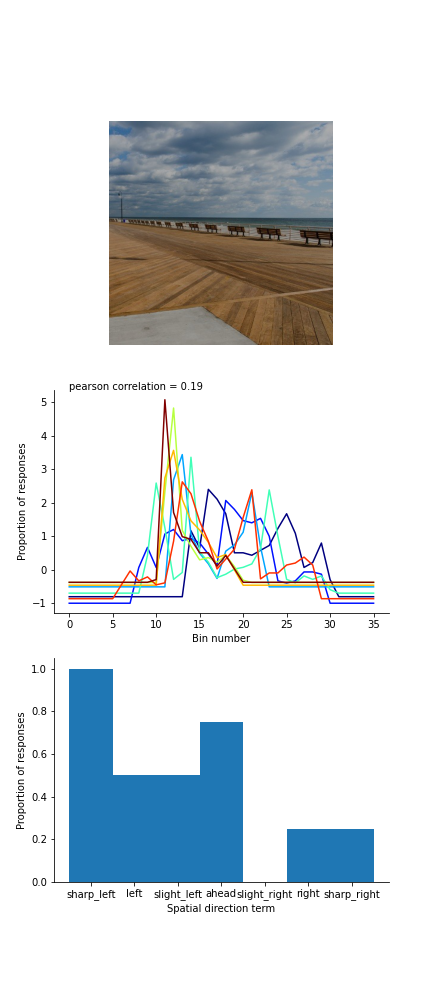 pearson correlation = 0.19
Proportion of responses
5
4
3
2
1
0
−1
0 5 10 15 20 25 30 35
Bin number
Proportion of responses
1.0
0.8
0.6
0.4
0.2
0.0
sharp_left left slight_left ahead slight_right right sharp_right
Spatial direction term